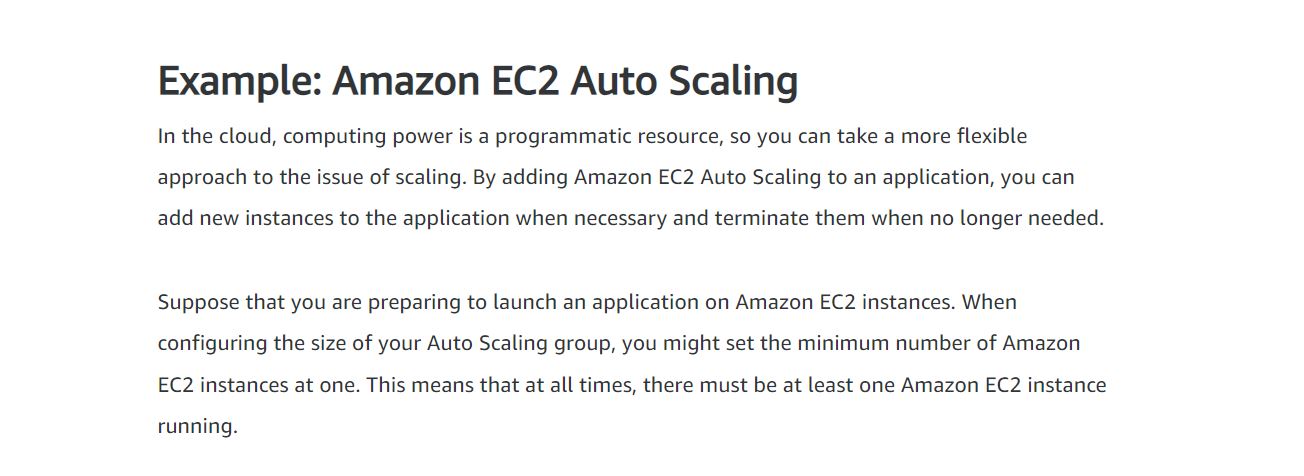 Example: Amazon EC2 Auto Scaling
In the cloud, computing power is a programmatic resource, so you can take a more flexible
approach to the issue of scaling. By adding Amazon EC2 Auto Scaling to an application, you can
add new instances to the application when necessary and terminate them when no longer needed.
Suppose that you are preparing to launch an application on Amazon EC2 instances. When
configuring the size of your Auto Scaling group, you might set the minimum number of Amazon
EC2 instances at one. This means that at all times, there must be at least one Amazon EC2 instance
running.